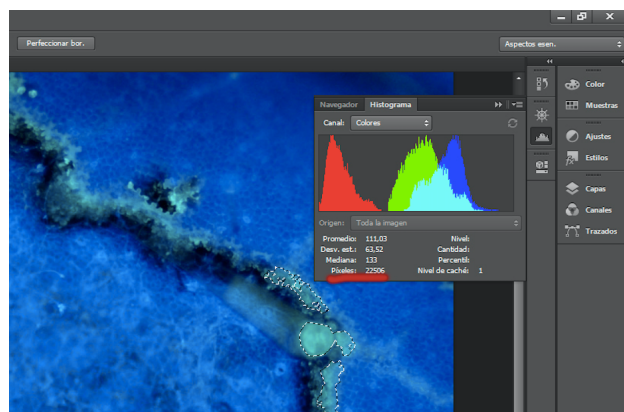 Perfeccionar bor.
Aspectos esen.
Navegador Histograma
Canal: Colores
Origen: Toda la imagen
Promedio: 111,03 Nivel:
Desv. est.: 63,52 Cantidad:
Mediana: 133 Percentil:
Píxeles: 22506 Nivel de caché: 1
Color
Muestras
Ajustes
Estilos
Capas
Canales
Trazados